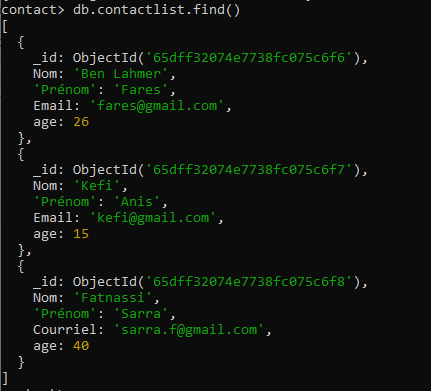 contact> db.contactlist.find()
[
  {
    _id: ObjectId('65dff32074e7738fc075c6f6'),
    Nom: 'Ben Lahmer',
    'Prénom': 'Fares',
    Email: 'fares@gmail.com',
    age: 26
  },
  {
    _id: ObjectId('65dff32074e7738fc075c6f7'),
    Nom: 'Kefi',
    'Prénom': 'Anis',
    Email: 'kefi@gmail.com',
    age: 15
  },
  {
    _id: ObjectId('65dff32074e7738fc075c6f8'),
    Nom: 'Fatnassi',
    'Prénom': 'Sarra',
    Courriel: 'sarra.f@gmail.com',
    age: 40
  }
]